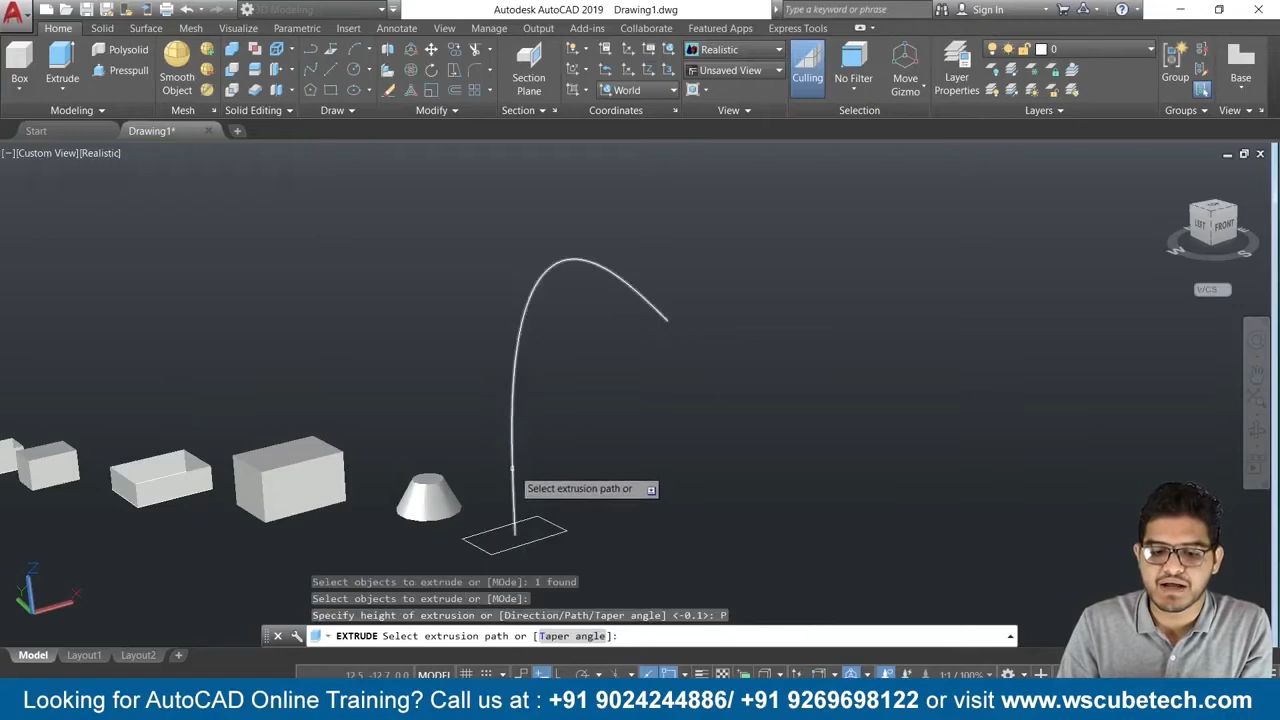 Autodesk AutoCAD 2019 Drawing1.dwg
Type a keyword or phrase
Sign In
Home Solid Surface Mesh Visualize Parametric Insert Annotate View Manage Output Add-ins Collaborate Featured Apps Express Tools
Box
Extrude
Polysolid
Presspull
Smooth
Object
Section
Plane
World
Realistic
Unsaved View
Culling
No Filter
Move
Gizmo
Layer
Properties
0
Group
Base
Modeling Mesh Solid Editing Draw Modify Section Coordinates View Selection Layers Groups View
Start Drawing1*
[−][Custom View][Realistic]
TOP
LEFT FRONT
W S
WCS
Select extrusion path or
Z
Y X
Select objects to extrude or [MOde]: 1 found
Select objects to extrude or [MOde]:
Specify height of extrusion or [Direction/Path/Taper angle] <-0.1>: P
EXTRUDE Select extrusion path or [Taper angle]:
Model Layout1 Layout2
MODEL
Looking for AutoCAD Online Training? Call us at : +91 9024244886/ +91 9269698122 or visit www.wscubetech.com